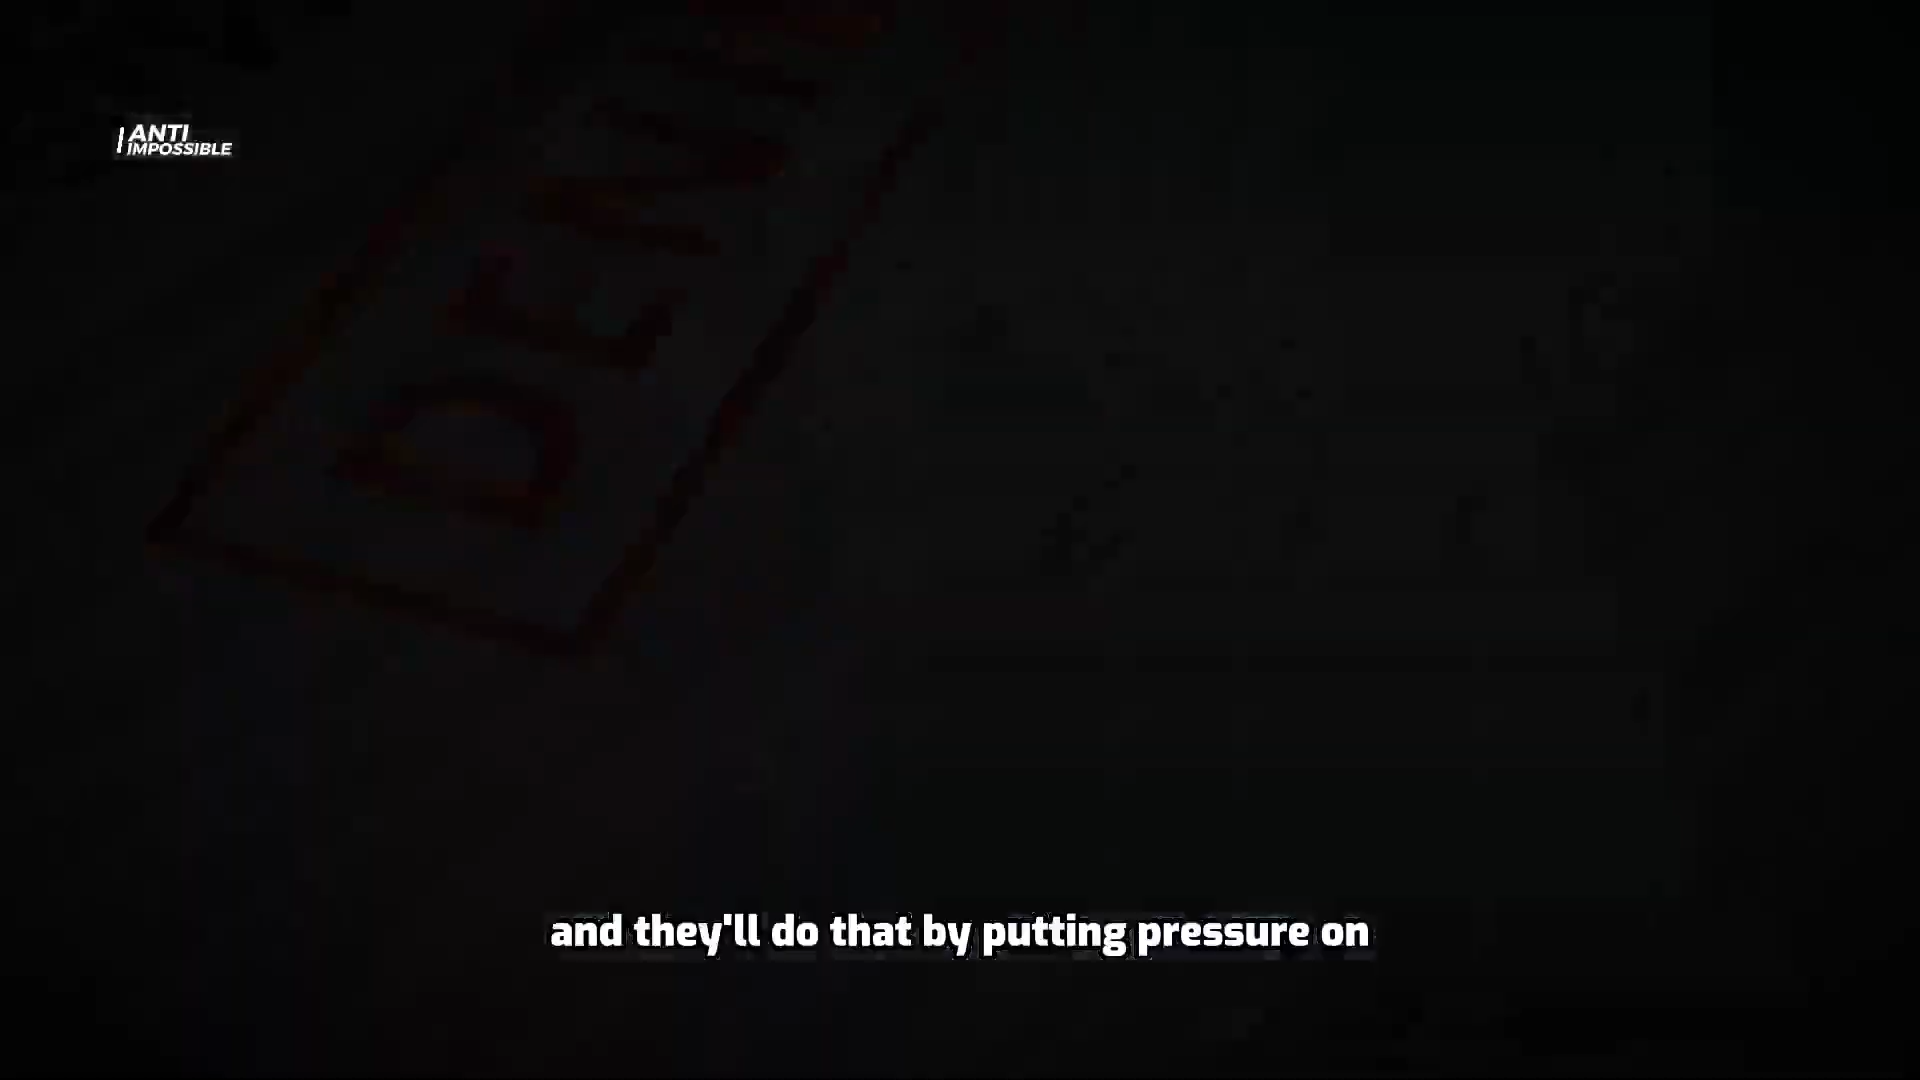 ANTI
IMPOSSIBLE
and they'll do that by putting pressure on